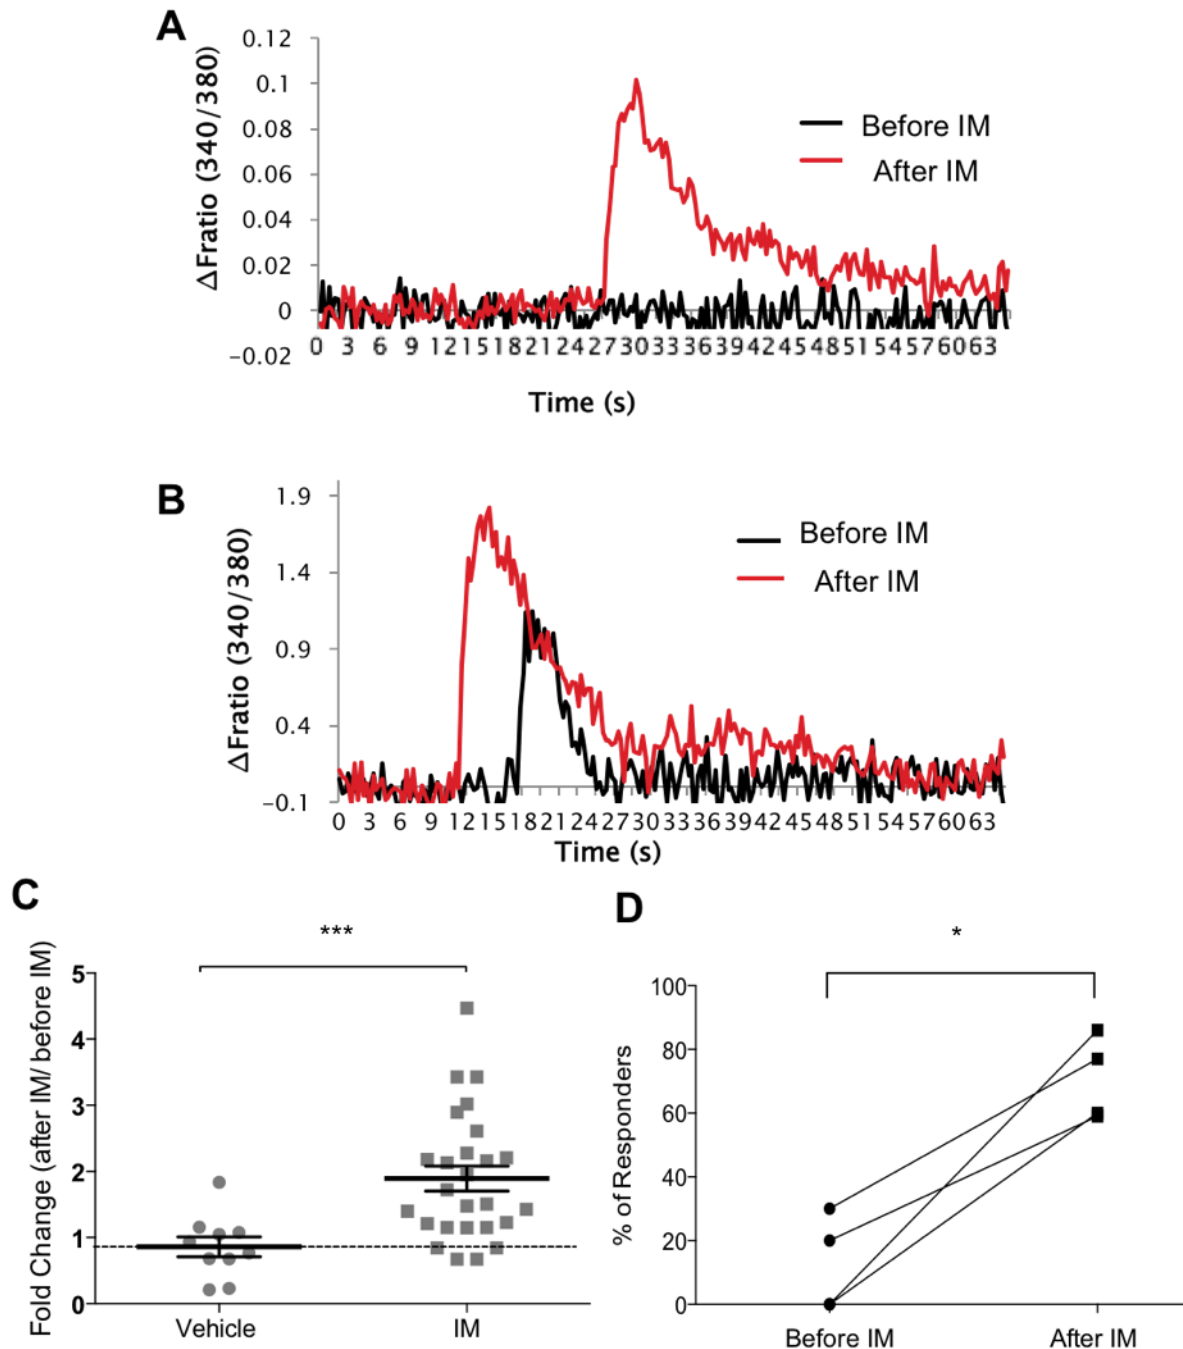 A
0.12
0.1
0.08
0.06
0.04
0.02
0
−0.02
ΔFratio (340/380)
Before IM
After IM
0 3 6 9 12 15 18 21 24 27 30 33 36 39 42 45 48 51 54 57 60 63
Time (s)
B
1.9
1.4
0.9
0.4
−0.1
ΔFratio (340/380)
Before IM
After IM
0 3 6 9 12 15 18 21 24 27 30 33 36 39 42 45 48 51 54 57 60 63
Time (s)
C
***
5
4
3
2
1
0
Fold Change (after IM/ before IM)
Vehicle IM
D
*
100
80
60
40
20
0
% of Responders
Before IM After IM